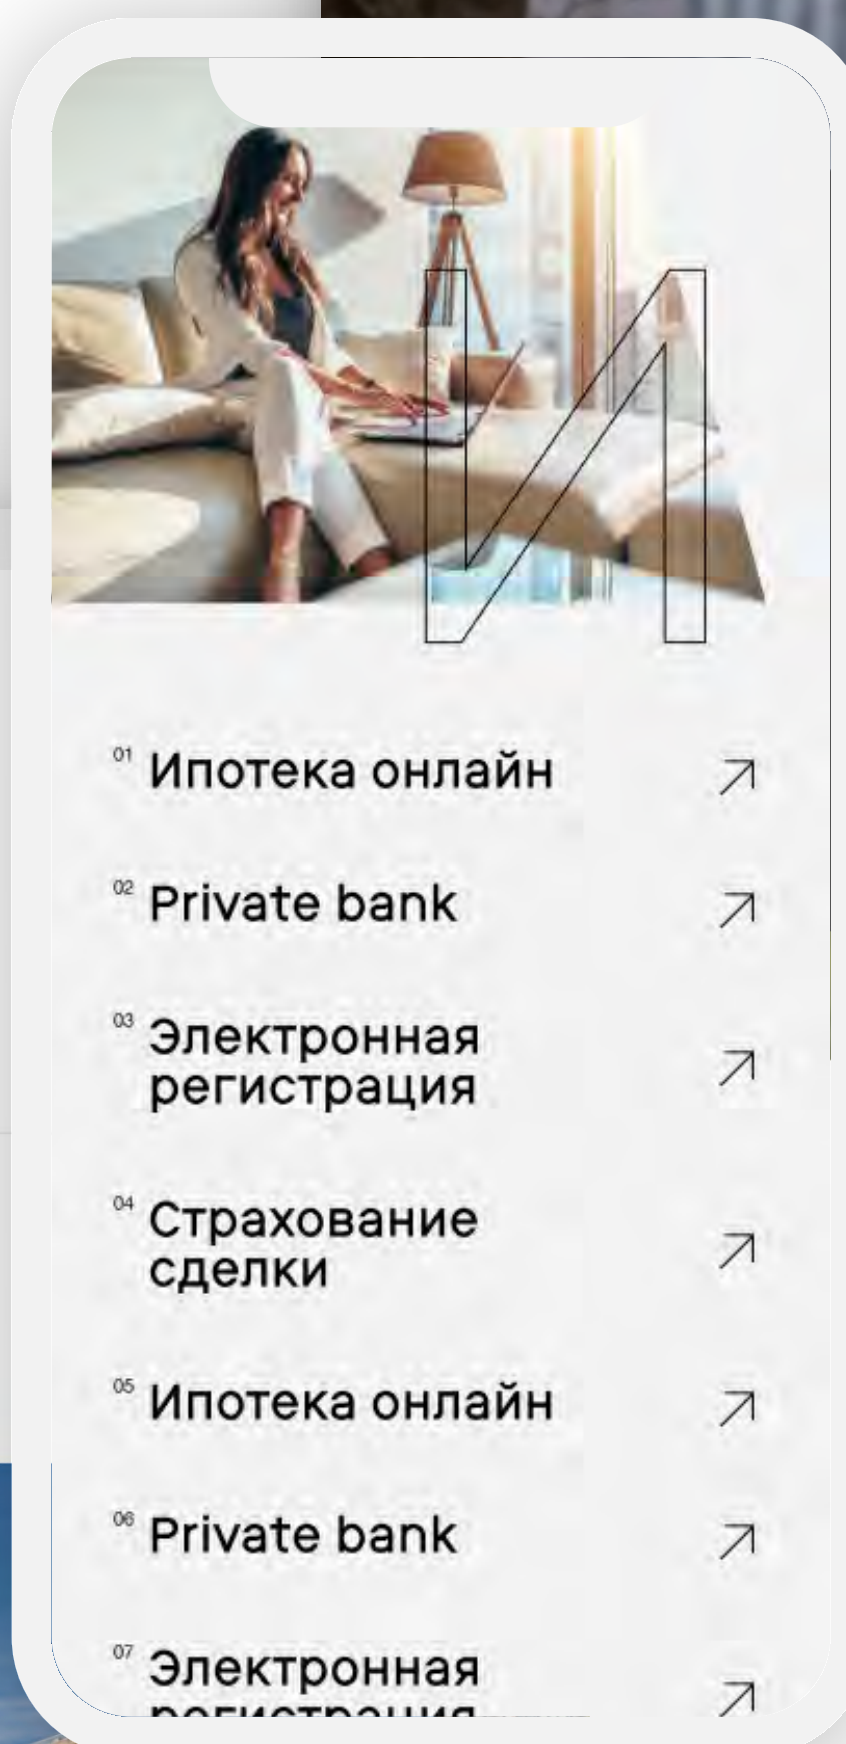 И
01 Ипотека онлайн
02 Private bank
03 Электронная
регистрация
04 Страхование
сделки
05 Ипотека онлайн
06 Private bank
07 Электронная
регистрация